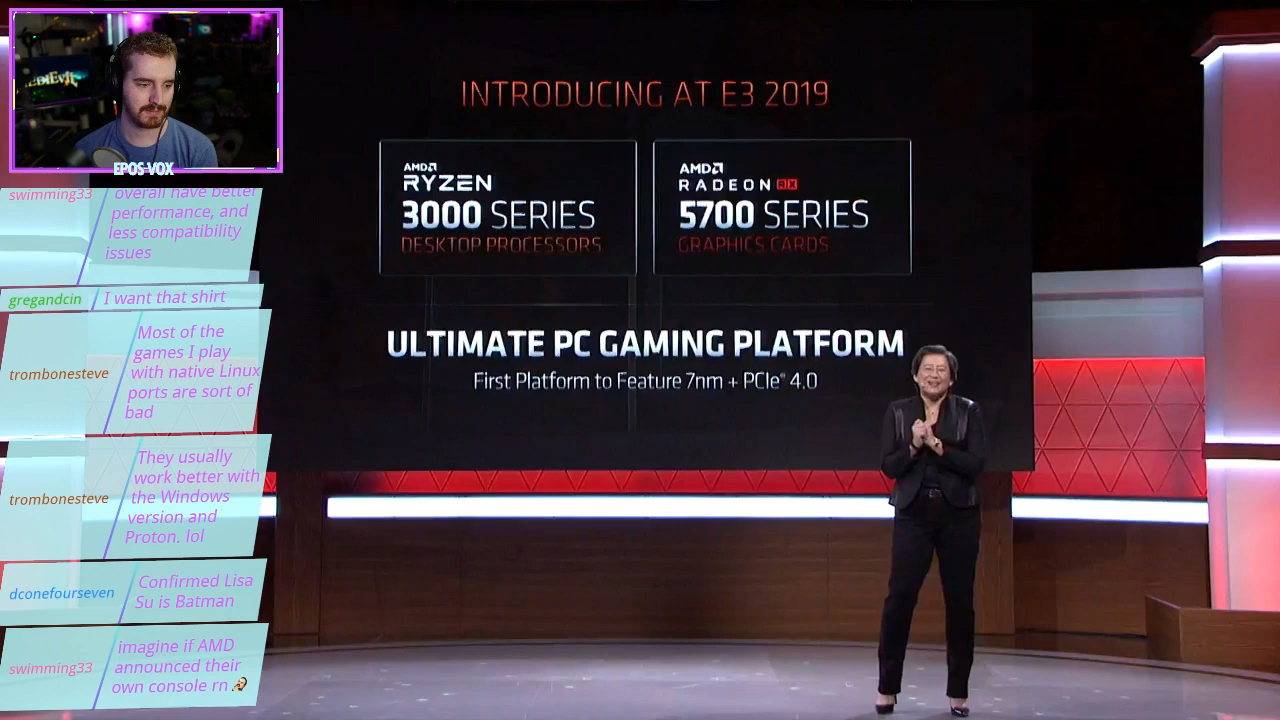 EDIEVIL
EPOS VOX
swimming33
overall have better
performance, and
less compatibility
issues
gregandcin
I want that shirt
trombonesteve
Most of the
games I play
with native Linux
ports are sort of
bad
trombonesteve
They usually
work better with
the Windows
version and
Proton. lol
dconefourseven
Confirmed Lisa
Su is Batman
swimming33
imagine if AMD
announced their
own console rn
INTRODUCING AT E3 2019
AMD
RYZEN
3000 SERIES
DESKTOP PROCESSORS
AMD
RADEON RX
5700 SERIES
GRAPHICS CARDS
ULTIMATE PC GAMING PLATFORM
First Platform to Feature 7nm + PCIe® 4.0